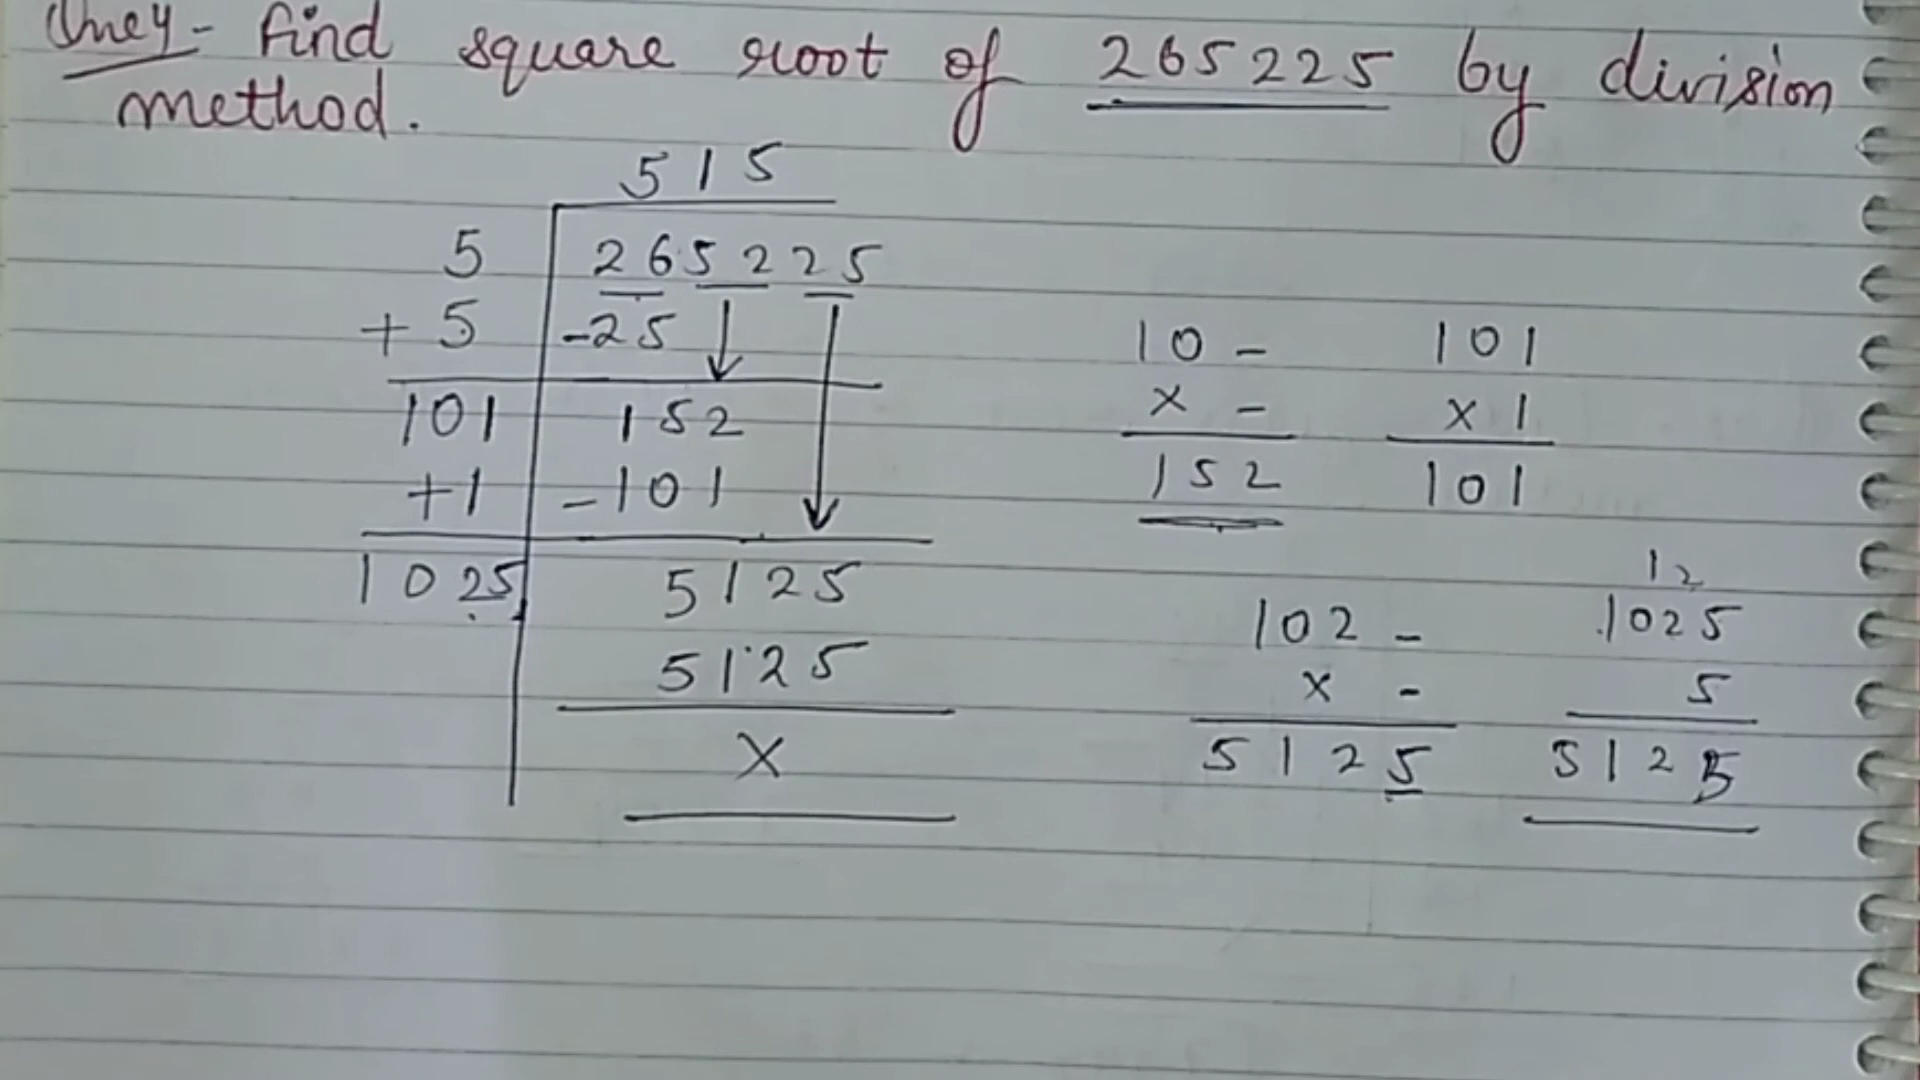 Find square root of 265225 by division
method.
515
5 265225
+ 5 -25
101 152
+1 -101
1025 5125
5125
x
10 - 101
x - x 1
152 101
12
102 - 1025
x - 5
5125 5125